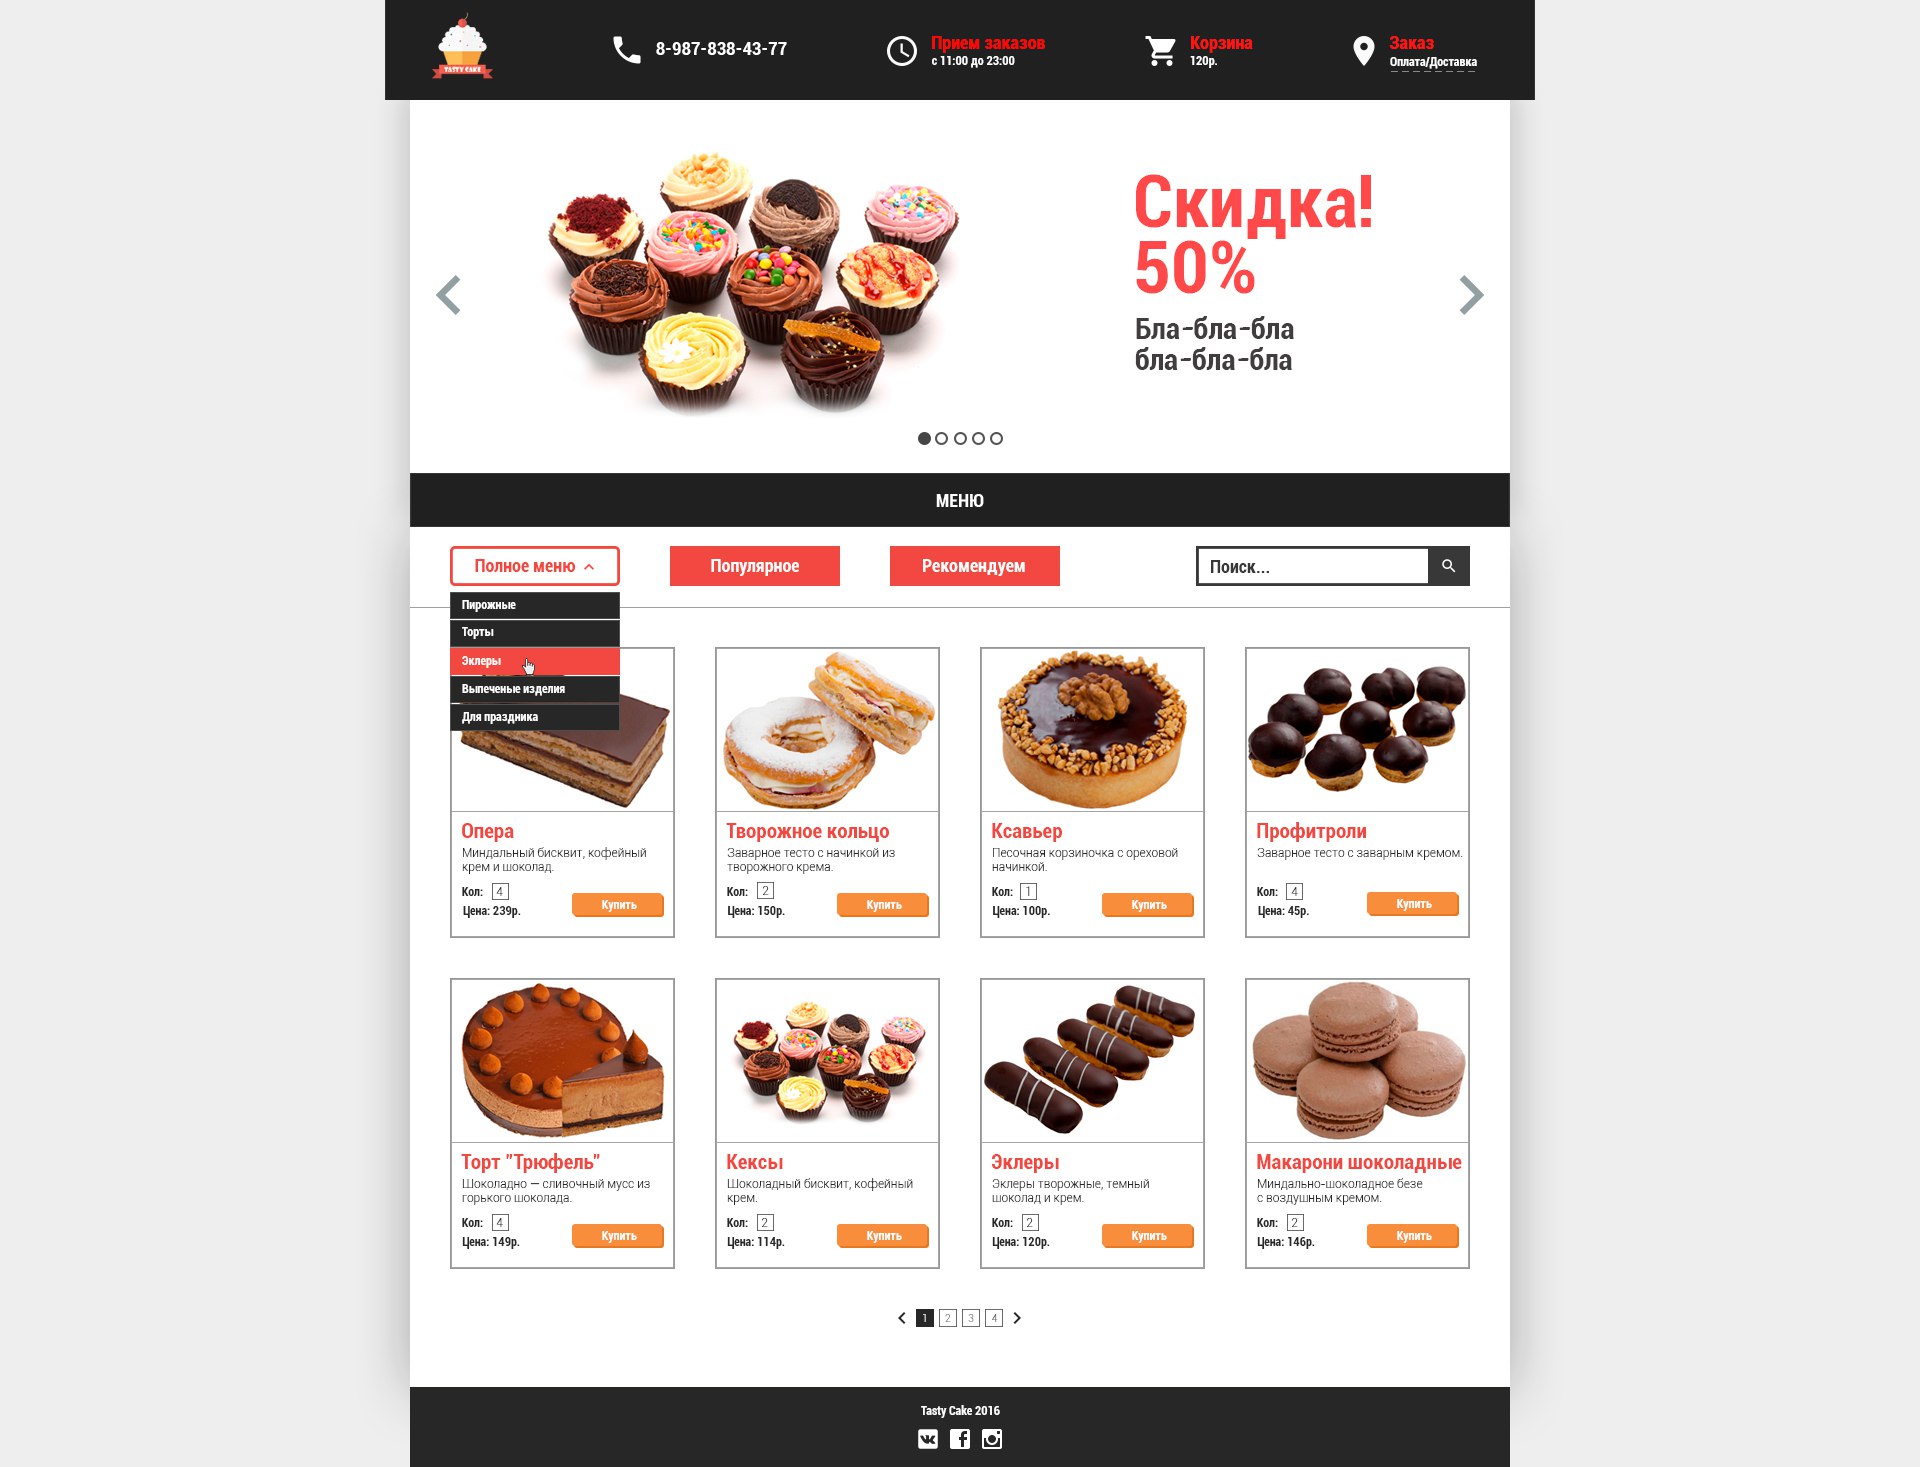 TASTY CAKE
8-987-838-43-77
Прием заказов
с 11:00 до 23:00
Корзина
120р.
Заказ
Оплата/Доставка
Скидка!
50%
Бла-бла-бла
бла-бла-бла
МЕНЮ
Полное меню
Популярное
Рекомендуем
Поиск...
Пирожные
Торты
Эклеры
Выпеченые изделия
Для праздника
Опера
Миндальный бисквит, кофейный
крем и шоколад.
Кол: 4
Цена: 239р.
Купить
Творожное кольцо
Заварное тесто с начинкой из
творожного крема.
Кол: 2
Цена: 150р.
Купить
Ксавьер
Песочная корзиночка с ореховой
начинкой.
Кол: 1
Цена: 100р.
Купить
Профитроли
Заварное тесто с заварным кремом.
Кол: 4
Цена: 45р.
Купить
Торт "Трюфель"
Шоколадно — сливочный мусс из
горького шоколада.
Кол: 4
Цена: 149р.
Купить
Кексы
Шоколадный бисквит, кофейный
крем.
Кол: 2
Цена: 114р.
Купить
Эклеры
Эклеры творожные, темный
шоколад и крем.
Кол: 2
Цена: 120р.
Купить
Макарони шоколадные
Миндально-шоколадное безе
с воздушным кремом.
Кол: 2
Цена: 146р.
Купить
1 2 3 4
Tasty Cake 2016